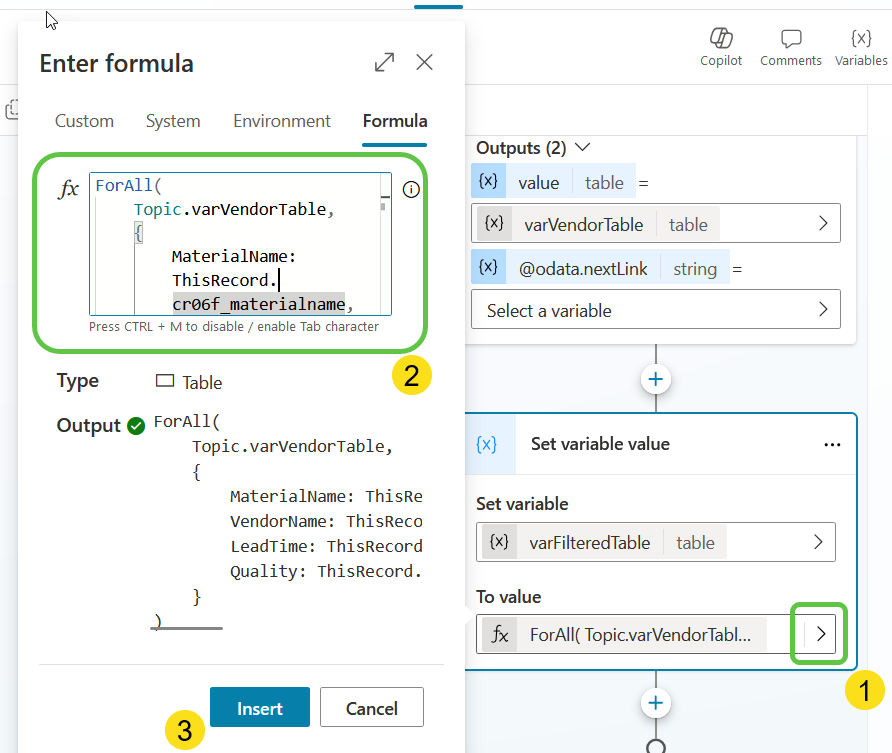 Enter formula
Copilot
Comments
Variables
Custom
System
Environment
Formula
fx
ForAll(
Topic.varVendorTable,
{
MaterialName:
ThisRecord.
cr06f_materialname,
Press CTRL + M to disable / enable Tab character
2
Type
Table
Output
ForAll(
Topic.varVendorTable,
{
MaterialName: ThisRe
VendorName: ThisReco
LeadTime: ThisRecord
Quality: ThisRecord.
}
)
Insert
Cancel
3
Outputs (2)
{x} value table =
{x} varVendorTable table
{x} @odata.nextLink string =
Select a variable
{x} Set variable value ...
Set variable
{x} varFilteredTable table
To value
fx ForAll( Topic.varVendorTabl...
1